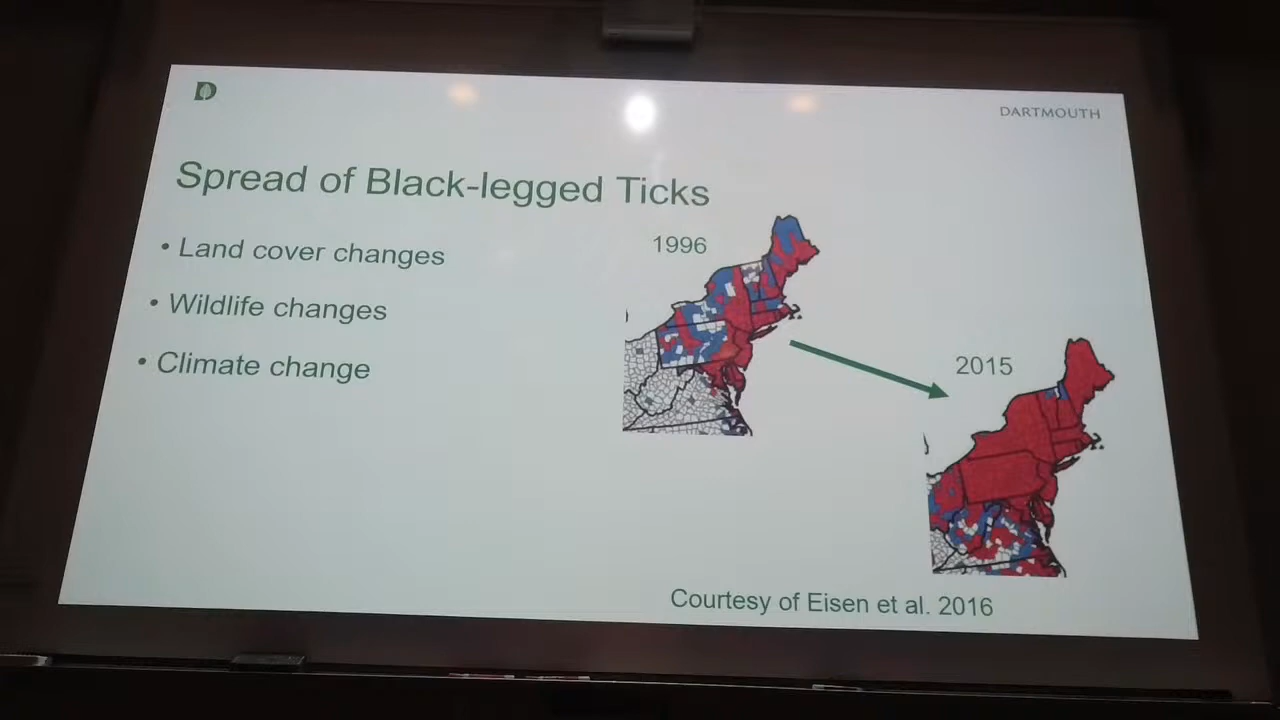 D
DARTMOUTH
Spread of Black-legged Ticks
• Land cover changes
• Wildlife changes
• Climate change
1996
2015
Courtesy of Eisen et al. 2016